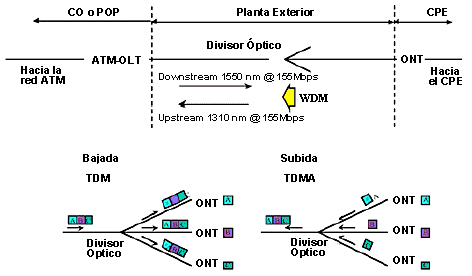 CO o POP Planta Exterior CPE
Divisor Óptico
ATM-OLT ONT
Hacia la red ATM
Hacia el CPE
Downstream 1550 nm @155Mbps
WDM
Upstream 1310 nm @155Mbps
Bajada
TDM
A B C
A B C
A B C
A B C
ONT A
ONT B
ONT C
Divisor
Optico
Subida
TDMA
A B C
A
B
C
ONT A
ONT B
ONT C
Divisor
Optico